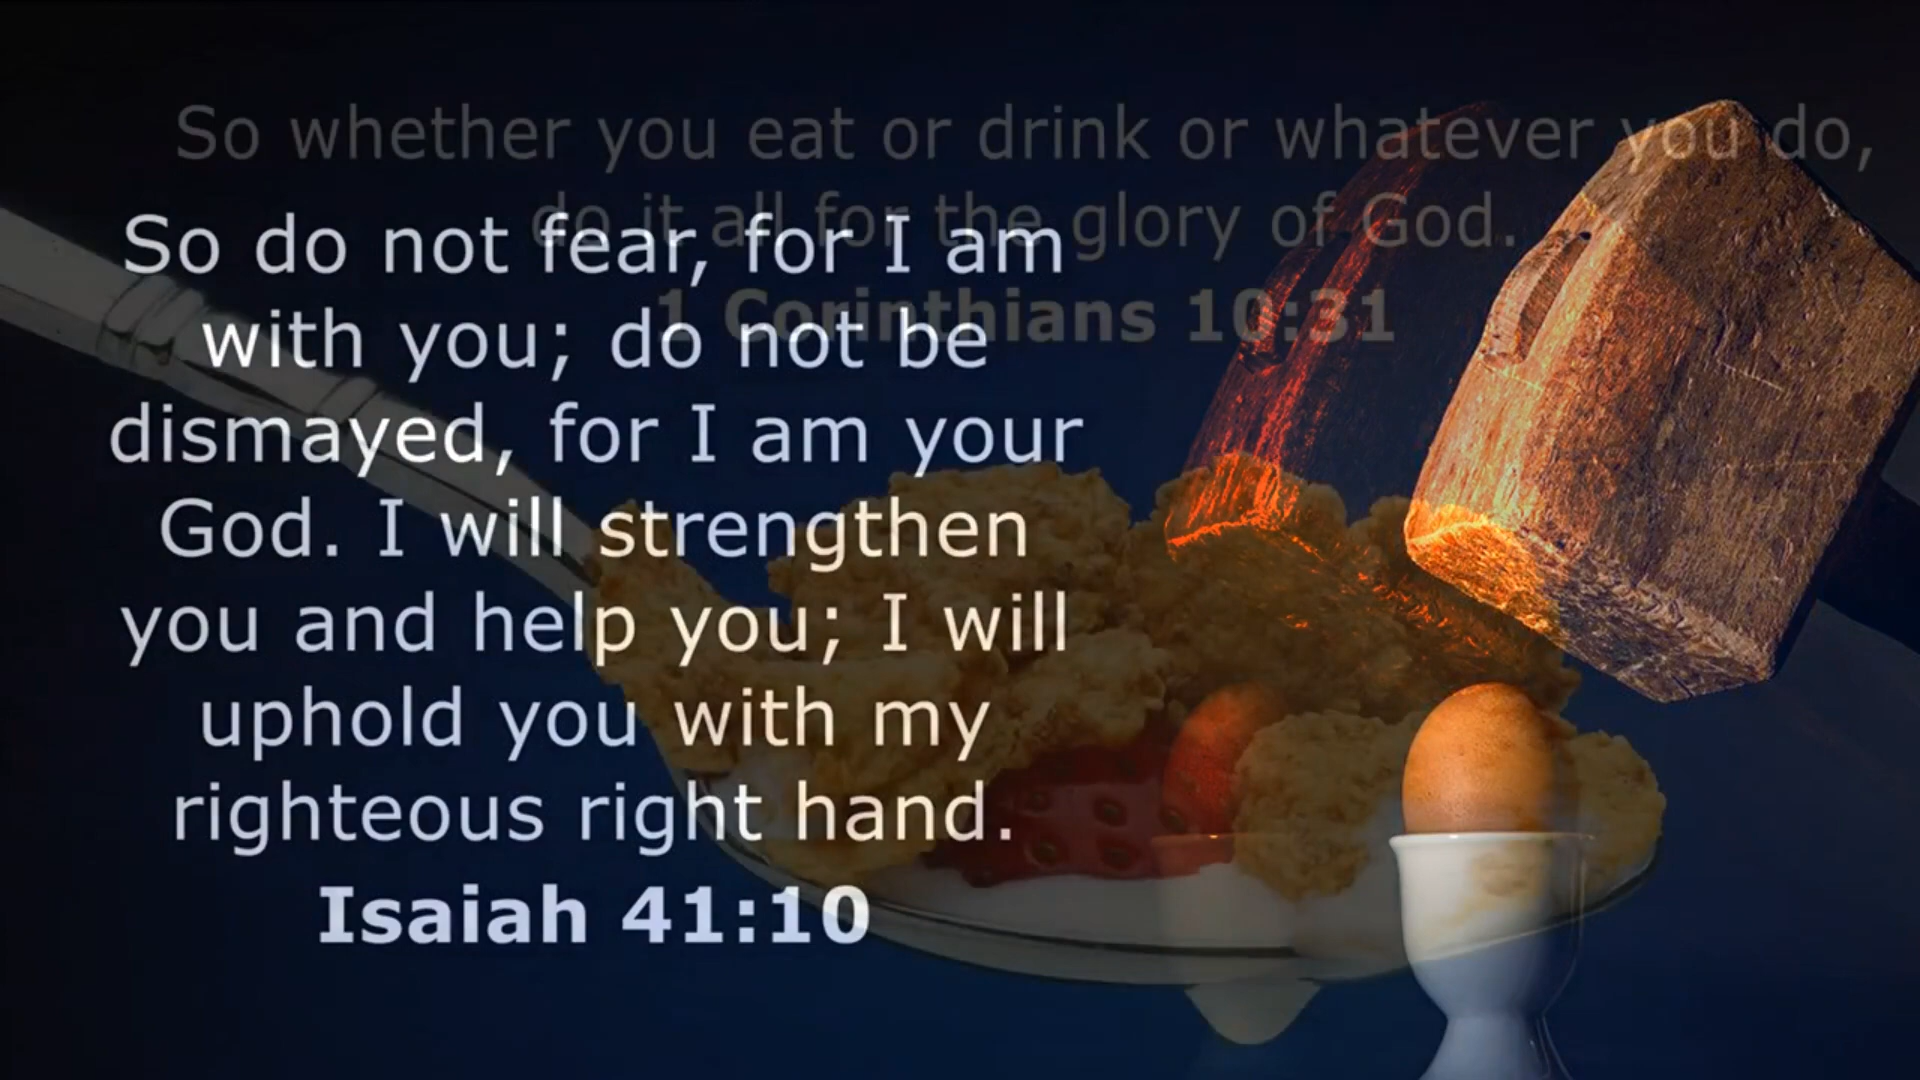 So whether you eat or drink or whatever you do,
do it all for the glory of God.
1 Corinthians 10:31
So do not fear, for I am
with you; do not be
dismayed, for I am your
God. I will strengthen
you and help you; I will
uphold you with my
righteous right hand.
Isaiah 41:10